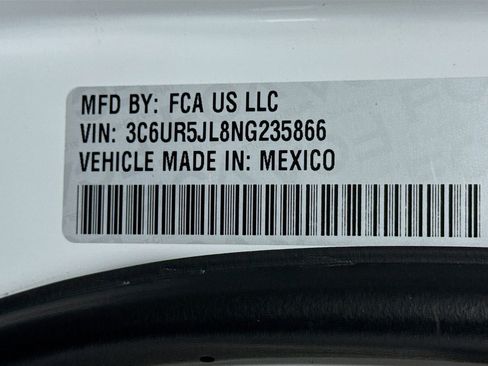 MFD BY: FCA US LLC
VIN: 3C6UR5JL8NG235866
VEHICLE MADE IN: MEXICO